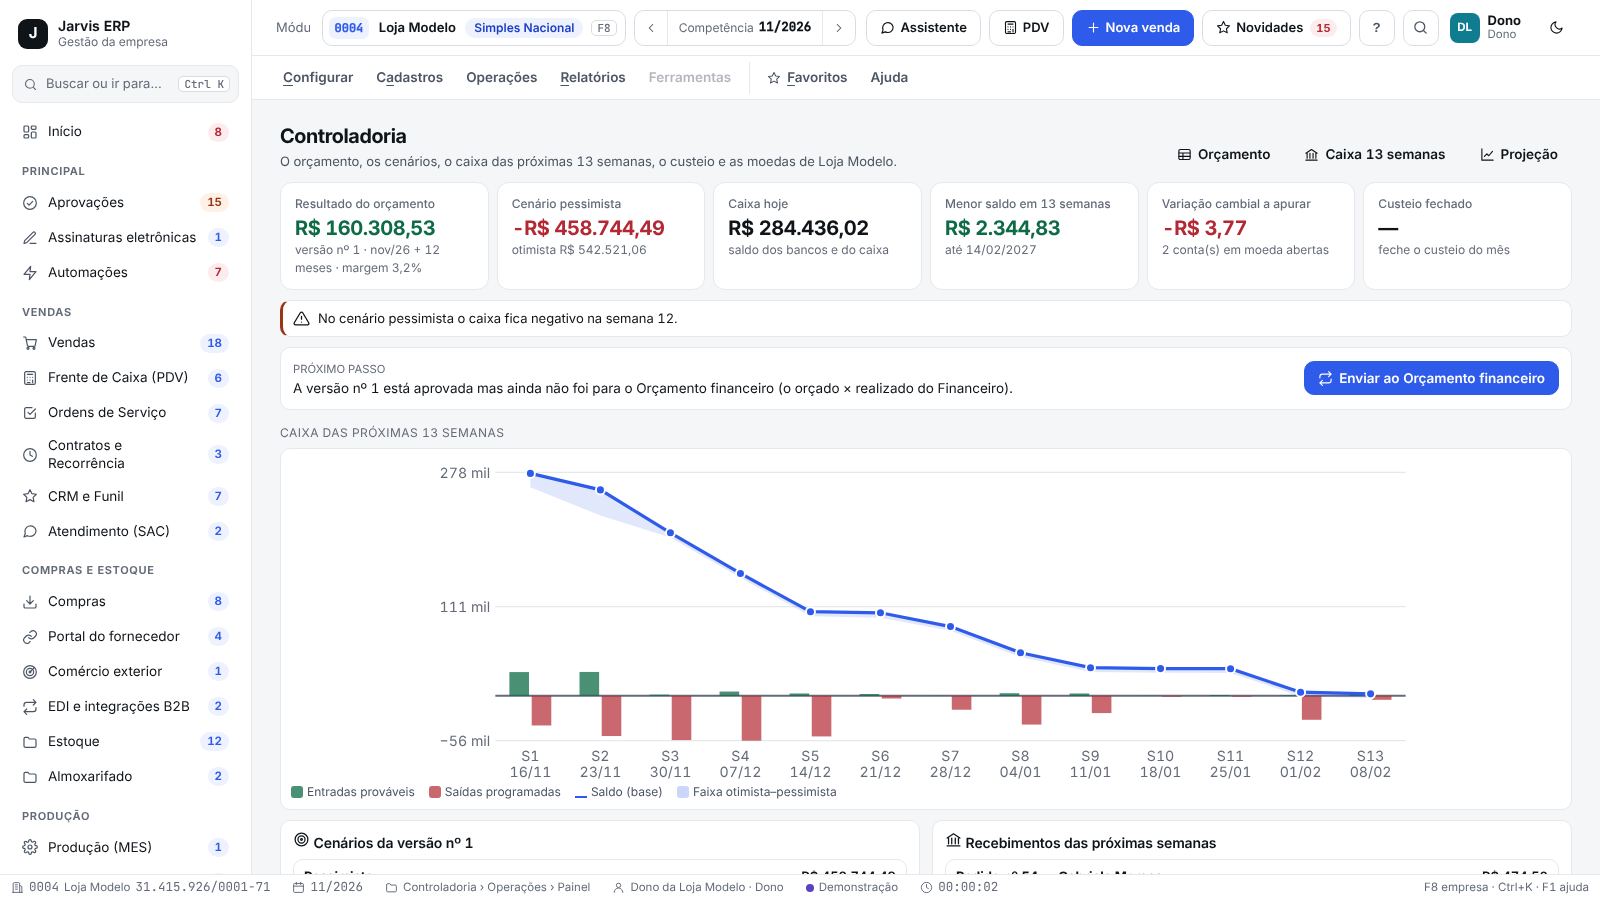 J
Jarvis ERP
Gestão da empresa
Buscar ou ir para...
Ctrl K
Início
8
PRINCIPAL
Aprovações
15
Assinaturas eletrônicas
1
Automações
7
VENDAS
Vendas
18
Frente de Caixa (PDV)
6
Ordens de Serviço
7
Contratos e
Recorrência
3
CRM e Funil
7
Atendimento (SAC)
2
COMPRAS E ESTOQUE
Compras
8
Portal do fornecedor
4
Comércio exterior
1
EDI e integrações B2B
2
Estoque
12
Almoxarifado
2
PRODUÇÃO
Produção (MES)
1
Módu
0004 Loja Modelo Simples Nacional F8
Competência 11/2026
Assistente
PDV
Nova venda
Novidades 15
?
DL
Dono
Dono
Configurar
Cadastros
Operações
Relatórios
Ferramentas
Favoritos
Ajuda
Controladoria
O orçamento, os cenários, o caixa das próximas 13 semanas, o custeio e as moedas de Loja Modelo.
Orçamento
Caixa 13 semanas
Projeção
Resultado do orçamento
R$ 160.308,53
versão nº 1 · nov/26 + 12
meses · margem 3,2%
Cenário pessimista
-R$ 458.744,49
otimista R$ 542.521,06
Caixa hoje
R$ 284.436,02
saldo dos bancos e do caixa
Menor saldo em 13 semanas
R$ 2.344,83
até 14/02/2027
Variação cambial a apurar
-R$ 3,77
2 conta(s) em moeda abertas
Custeio fechado
—
feche o custeio do mês
No cenário pessimista o caixa fica negativo na semana 12.
PRÓXIMO PASSO
A versão nº 1 está aprovada mas ainda não foi para o Orçamento financeiro (o orçado × realizado do Financeiro).
Enviar ao Orçamento financeiro
CAIXA DAS PRÓXIMAS 13 SEMANAS
278 mil
111 mil
−56 mil
S1 S2 S3 S4 S5 S6 S7 S8 S9 S10 S11 S12 S13
16/11 23/11 30/11 07/12 14/12 21/12 28/12 04/01 11/01 18/01 25/01 01/02 08/02
Entradas prováveis
Saídas programadas
Saldo (base)
Faixa otimista–pessimista
Cenários da versão nº 1
Recebimentos das próximas semanas
0004 Loja Modelo 31.415.926/0001-71
11/2026
Controladoria › Operações › Painel
Dono da Loja Modelo · Dono
Demonstração
00:00:02
F8 empresa · Ctrl+K · F1 ajuda